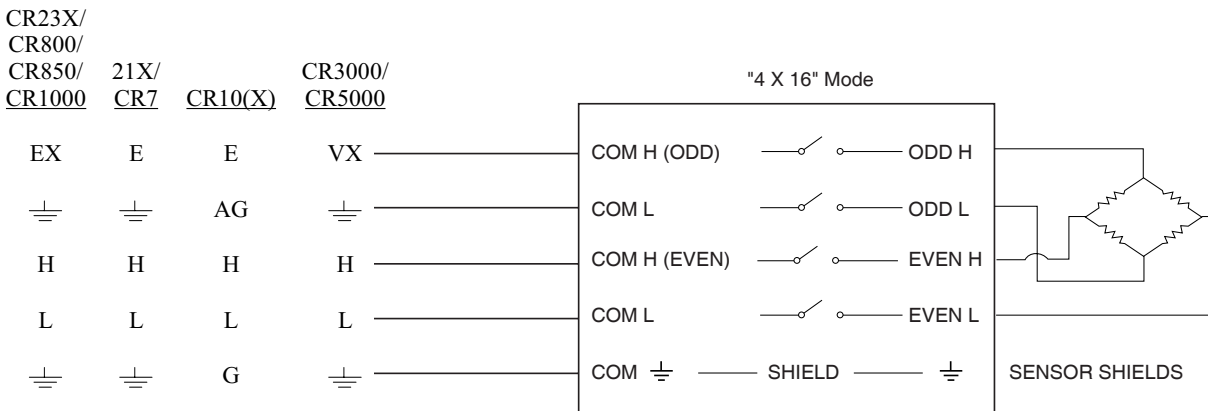 CR23X/
CR800/
CR850/ 21X/ CR3000/
CR1000 CR7 CR10(X) CR5000
"4 X 16" Mode
EX E E VX COM H (ODD) ODD H
AG COM L ODD L
H H H H COM H (EVEN) EVEN H
L L L L COM L EVEN L
G COM SHIELD SENSOR SHIELDS